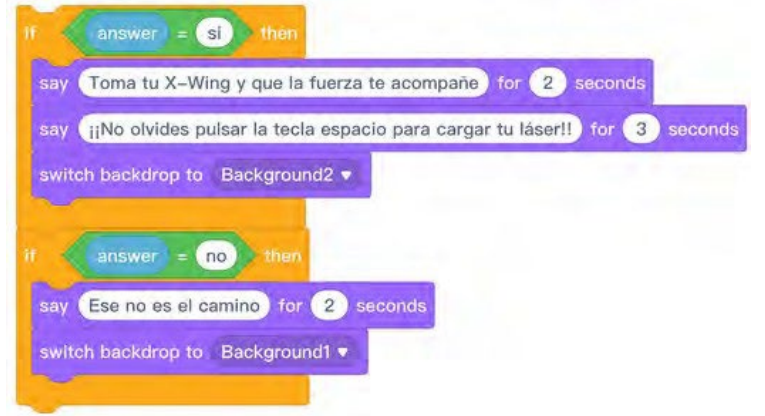 if answer = si then
say Toma tu X-Wing y que la fuerza te acompañe for 2 seconds
say ¡¡No olvides pulsar la tecla espacio para cargar tu láser!! for 3 seconds
switch backdrop to Background2
if answer = no then
say Ese no es el camino for 2 seconds
switch backdrop to Background1